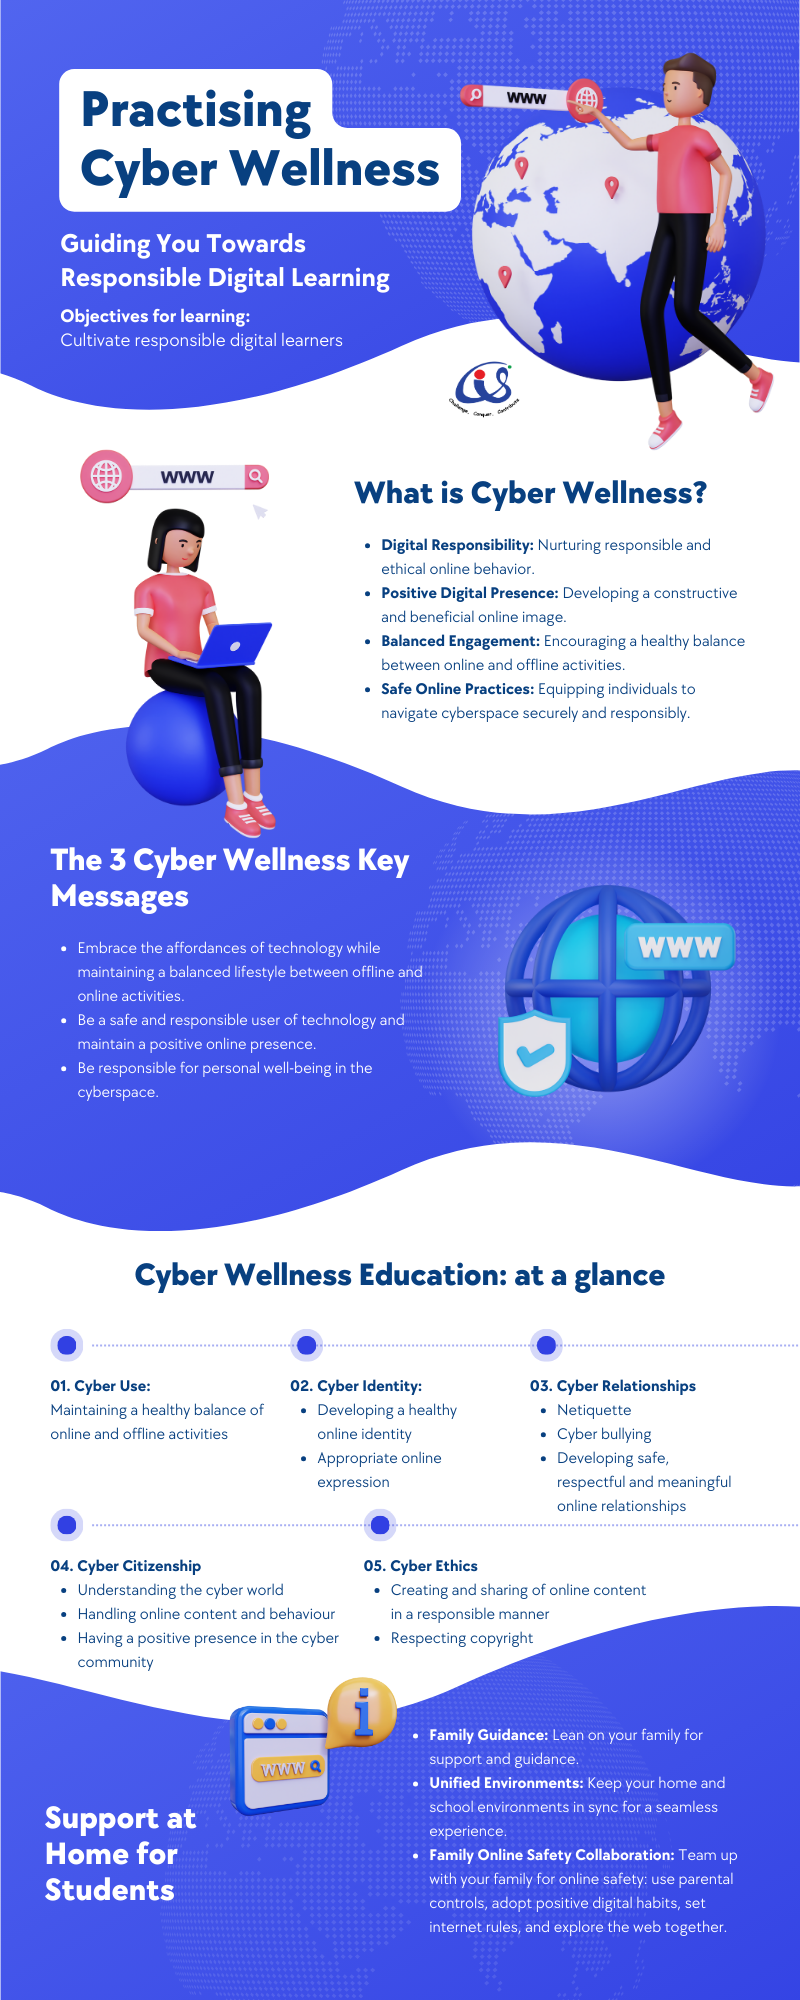 Practising
Cyber Wellness
WWW
Guiding You Towards
Responsible Digital Learning
Objectives for learning:
Cultivate responsible digital learners
Challenge. Conquer. Contribute
WWW
What is Cyber Wellness?
• Digital Responsibility: Nurturing responsible and
ethical online behavior.
• Positive Digital Presence: Developing a constructive
and beneficial online image.
• Balanced Engagement: Encouraging a healthy balance
between online and offline activities.
• Safe Online Practices: Equipping individuals to
navigate cyberspace securely and responsibly.
The 3 Cyber Wellness Key
Messages
• Embrace the affordances of technology while
maintaining a balanced lifestyle between offline and
online activities.
• Be a safe and responsible user of technology and
maintain a positive online presence.
• Be responsible for personal well-being in the
cyberspace.
WWW
Cyber Wellness Education: at a glance
01. Cyber Use:
Maintaining a healthy balance of
online and offline activities
02. Cyber Identity:
• Developing a healthy
online identity
• Appropriate online
expression
03. Cyber Relationships
• Netiquette
• Cyber bullying
• Developing safe,
respectful and meaningful
online relationships
04. Cyber Citizenship
• Understanding the cyber world
• Handling online content and behaviour
• Having a positive presence in the cyber
community
05. Cyber Ethics
• Creating and sharing of online content
in a responsible manner
• Respecting copyright
i
WWW
Support at
Home for
Students
• Family Guidance: Lean on your family for
support and guidance.
• Unified Environments: Keep your home and
school environments in sync for a seamless
experience.
• Family Online Safety Collaboration: Team up
with your family for online safety: use parental
controls, adopt positive digital habits, set
internet rules, and explore the web together.